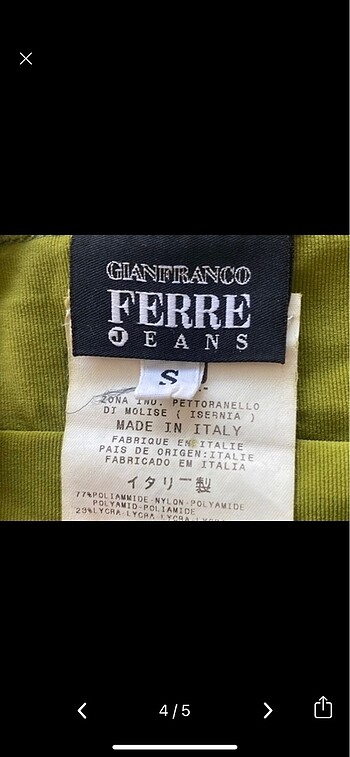 GIANFRANCO
FERRE
JEANS
S
ZONA IND. PETTORANELLO
DI MOLISE ( ISERNIA )
MADE IN ITALY
FABRIQUE EN ITALIE
PAIS DE ORIGEN:ITALIE
FABRICADO EM ITALIA
イタリー製
77%POLIAMMIDE-NYLON-POLYAMIDE
POLYAMID-POLIAMIDE
23%LYCRA-LYCRA-LYCRA-LYCRA
4/5